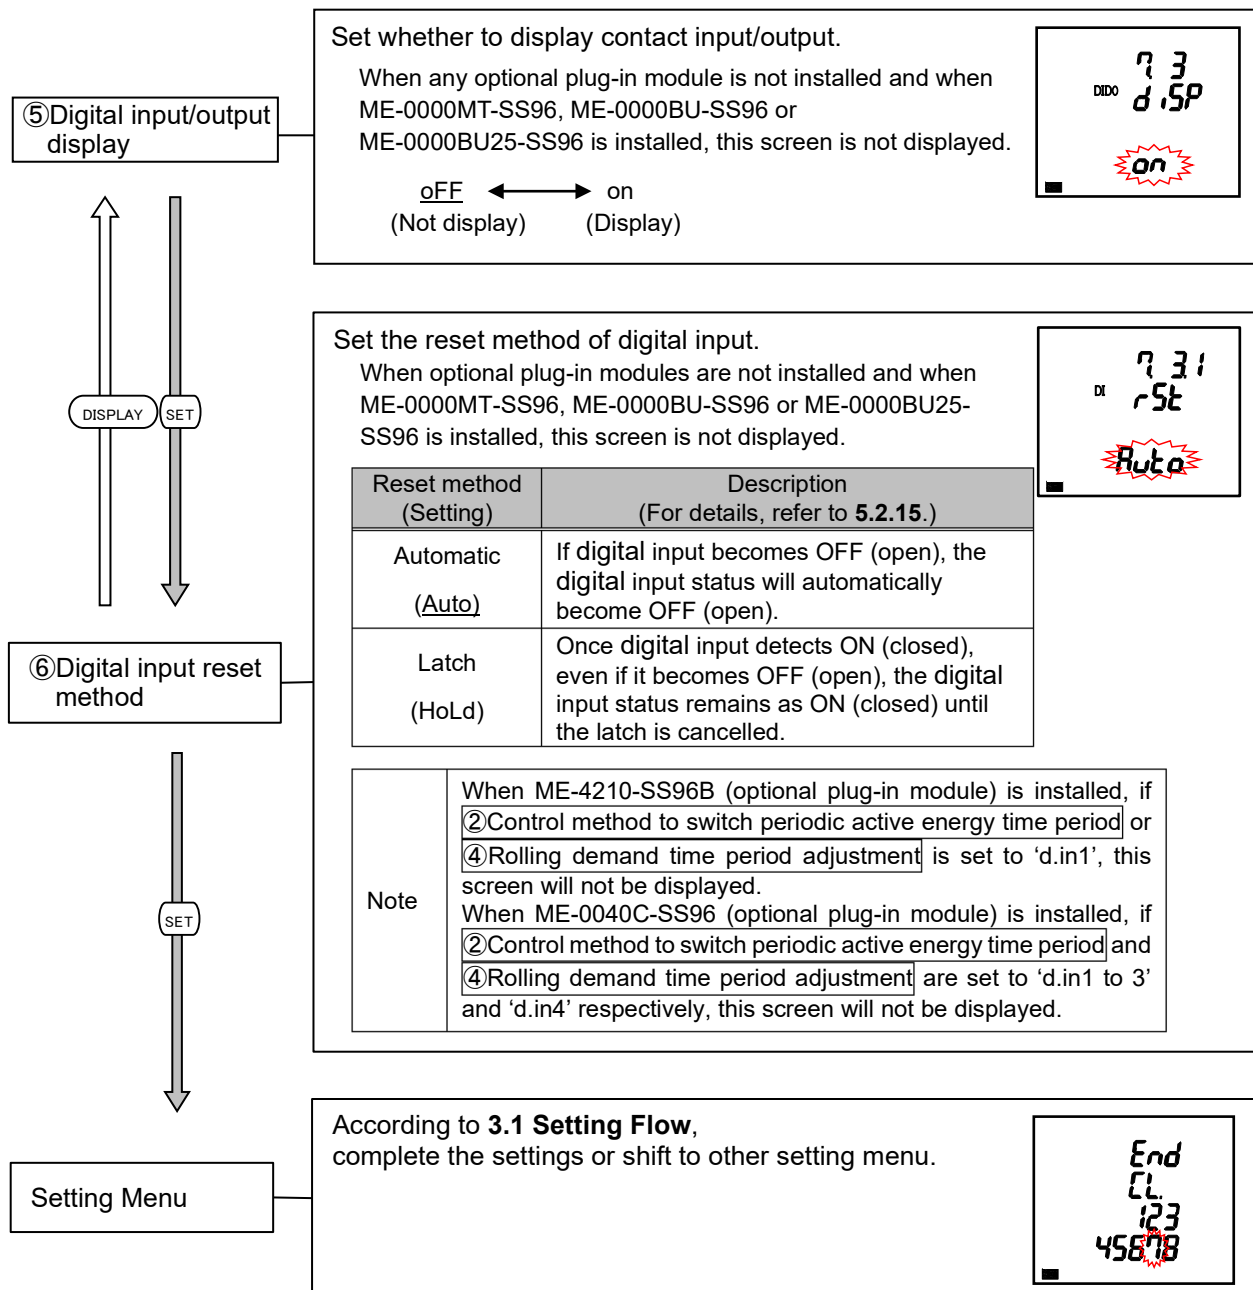 Set whether to display contact input/output.
When any optional plug-in module is not installed and when
ME-0000MT-SS96, ME-0000BU-SS96 or
ME-0000BU25-SS96 is installed, this screen is not displayed.
oFF on
(Not display) (Display)
7. 3
DIDO diSP
on
⑤Digital input/output
display
DISPLAY SET
Set the reset method of digital input.
When optional plug-in modules are not installed and when
ME-0000MT-SS96, ME-0000BU-SS96 or ME-0000BU25-
SS96 is installed, this screen is not displayed.
7. 3.1
DI rSt
Auto
Reset method
(Setting)
Description
(For details, refer to 5.2.15.)
Automatic
(Auto)
If digital input becomes OFF (open), the
digital input status will automatically
become OFF (open).
Latch
(HoLd)
Once digital input detects ON (closed),
even if it becomes OFF (open), the digital
input status remains as ON (closed) until
the latch is cancelled.
⑥Digital input reset
method
Note
When ME-4210-SS96B (optional plug-in module) is installed, if
②Control method to switch periodic active energy time period or
④Rolling demand time period adjustment is set to ‘d.in1’, this
screen will not be displayed.
When ME-0040C-SS96 (optional plug-in module) is installed, if
②Control method to switch periodic active energy time period and
④Rolling demand time period adjustment are set to ‘d.in1 to 3’
and ‘d.in4’ respectively, this screen will not be displayed.
SET
Setting Menu
According to 3.1 Setting Flow,
complete the settings or shift to other setting menu.
End
CL.
123
45678